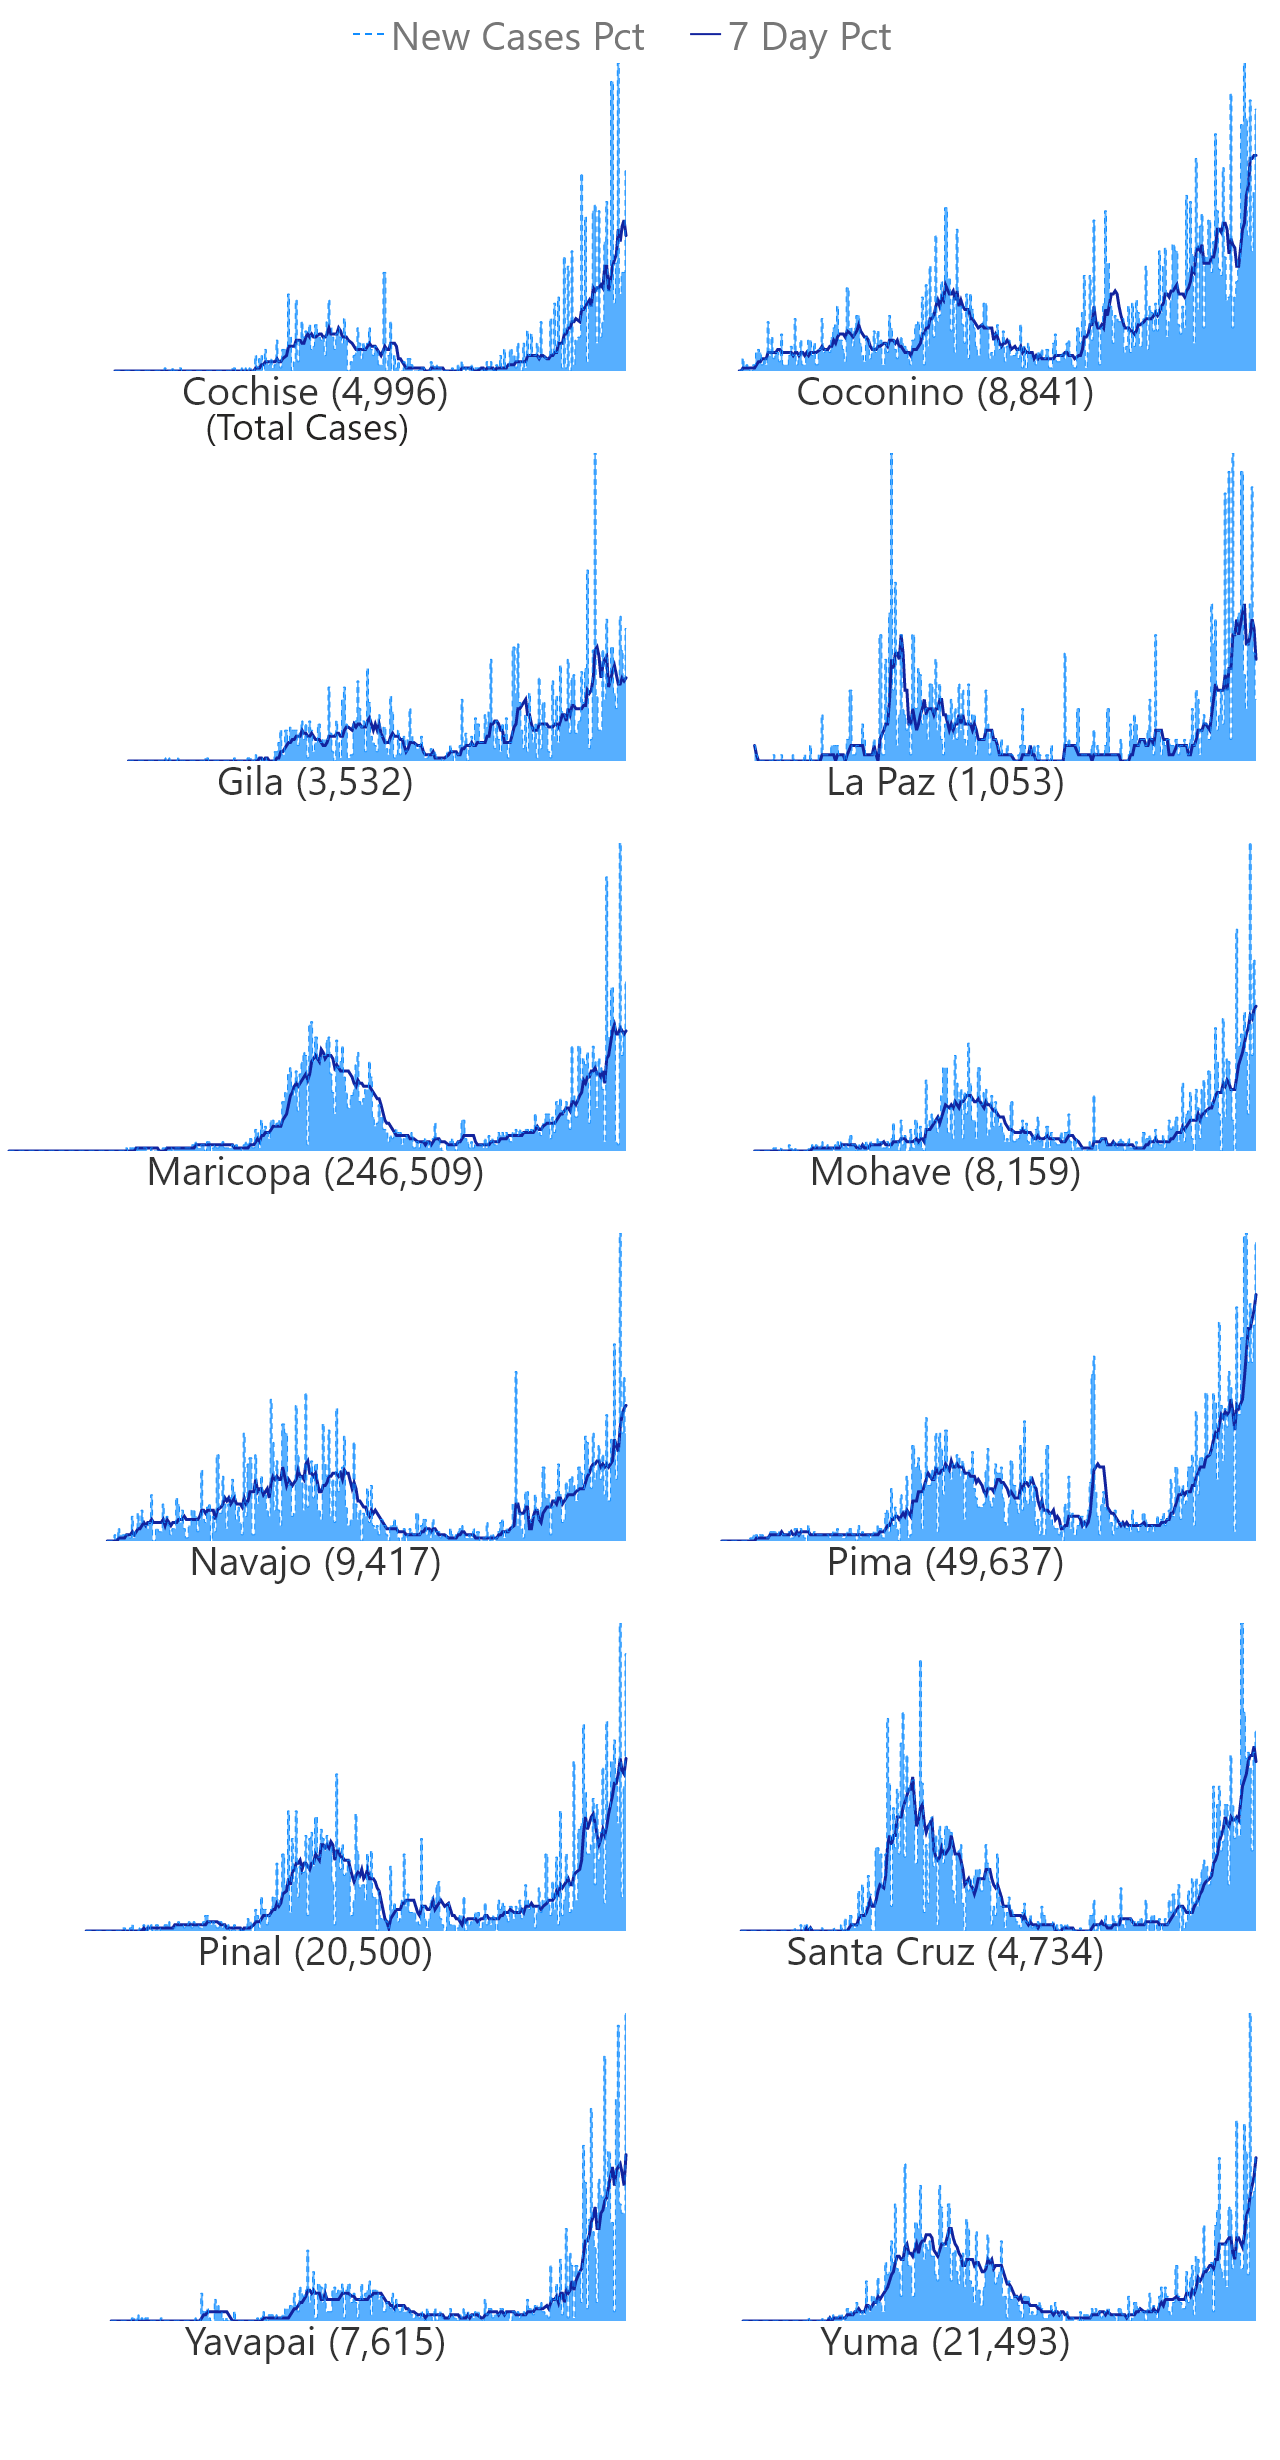 New Cases Pct 7 Day Pct
Cochise (4,996) Coconino (8,841)
(Total Cases)
Gila (3,532) La Paz (1,053)
Maricopa (246,509) Mohave (8,159)
Navajo (9,417) Pima (49,637)
Pinal (20,500) Santa Cruz (4,734)
Yavapai (7,615) Yuma (21,493)